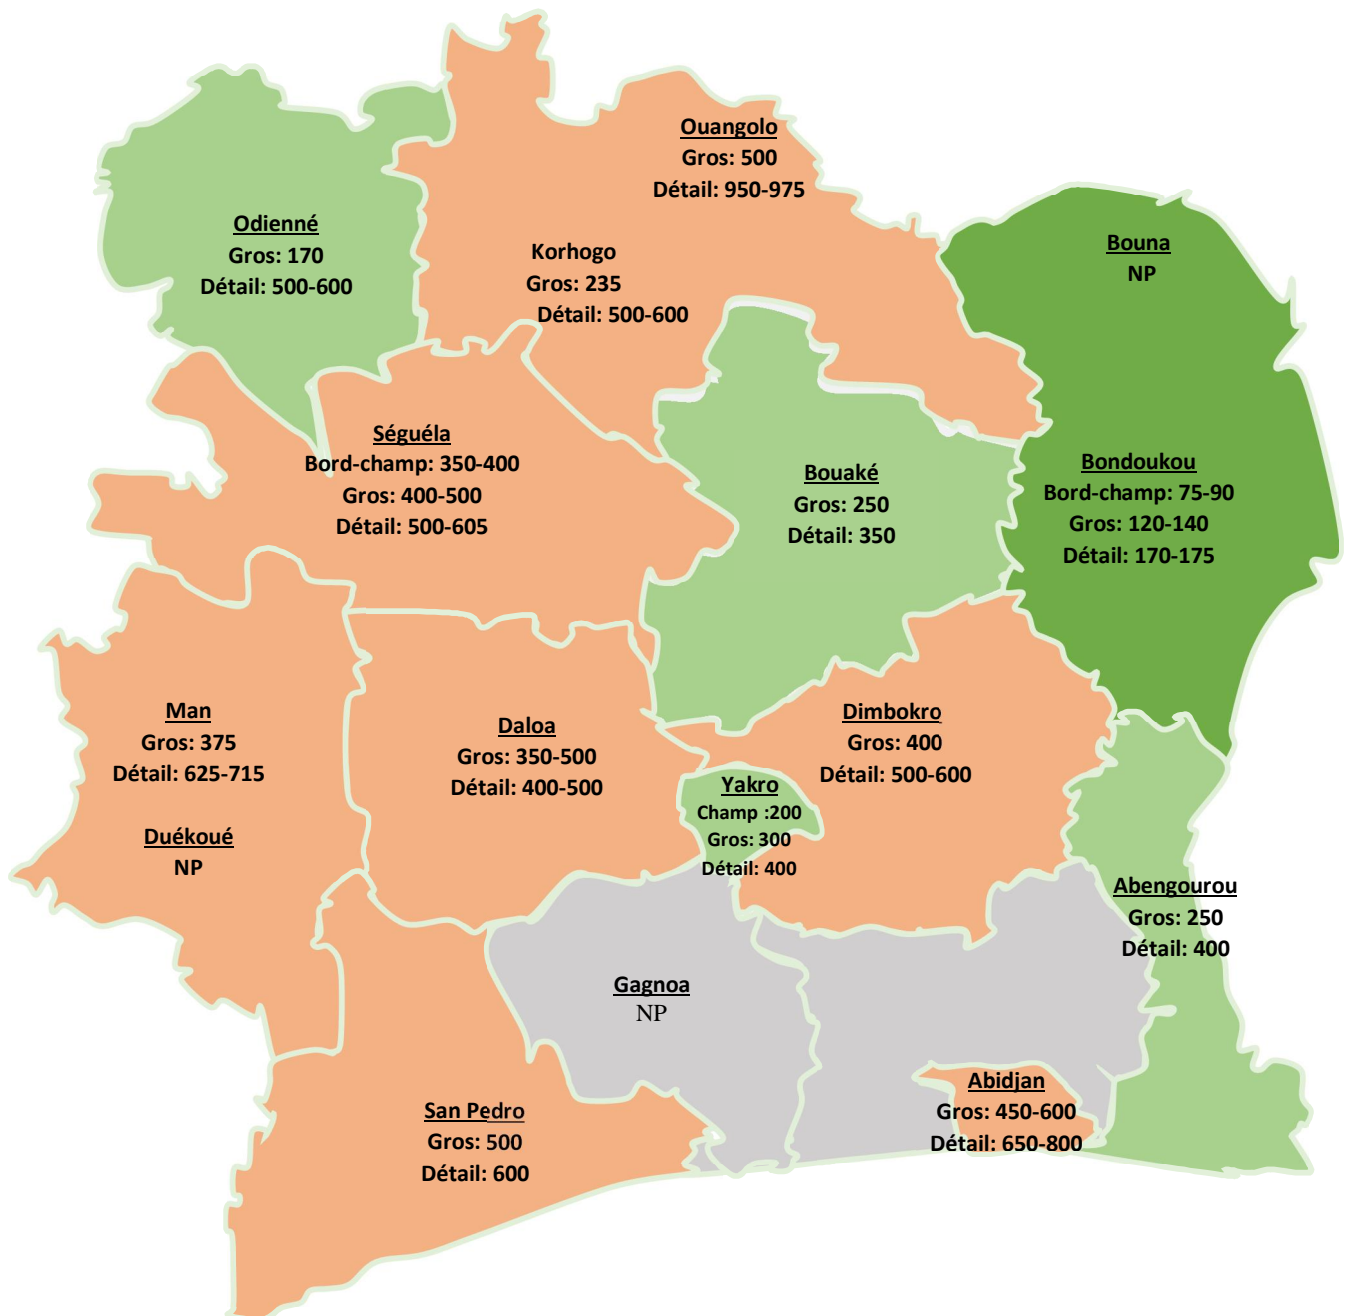 Ouangolo
Gros: 500
Détail: 950-975
Odienné
Gros: 170
Détail: 500-600
Korhogo
Gros: 235
Détail: 500-600
Bouna
NP
Séguéla
Bord-champ: 350-400
Gros: 400-500
Détail: 500-605
Bouaké
Gros: 250
Détail: 350
Bondoukou
Bord-champ: 75-90
Gros: 120-140
Détail: 170-175
Man
Gros: 375
Détail: 625-715
Duékoué
NP
Daloa
Gros: 350-500
Détail: 400-500
Dimbokro
Gros: 400
Détail: 500-600
Yakro
Champ :200
Gros: 300
Détail: 400
Abengourou
Gros: 250
Détail: 400
Gagnoa
NP
San Pedro
Gros: 500
Détail: 600
Abidjan
Gros: 450-600
Détail: 650-800